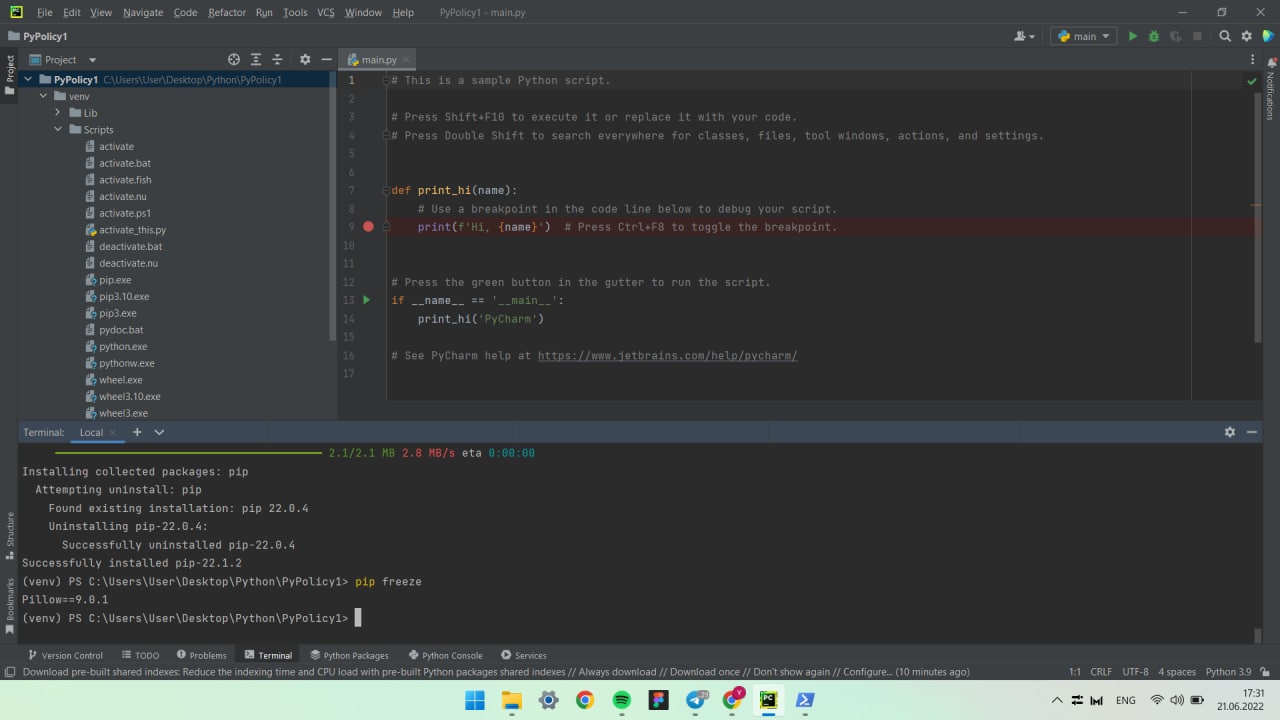 File Edit View Navigate Code Refactor Run Tools VCS Window Help PyPolicy1 - main.py
PyPolicy1
main
Project
main.py
Project
PyPolicy1 C:\Users\User\Desktop\Python\PyPolicy1
venv
Lib
Scripts
activate
activate.bat
activate.fish
activate.nu
activate.ps1
activate_this.py
deactivate.bat
deactivate.nu
pip.exe
pip3.10.exe
pip3.exe
pydoc.bat
python.exe
pythonw.exe
wheel.exe
wheel3.10.exe
wheel3.exe
1 # This is a sample Python script.
2
3 # Press Shift+F10 to execute it or replace it with your code.
4 # Press Double Shift to search everywhere for classes, files, tool windows, actions, and settings.
5
6
7 def print_hi(name):
8 # Use a breakpoint in the code line below to debug your script.
9 print(f'Hi, {name}') # Press Ctrl+F8 to toggle the breakpoint.
10
11
12 # Press the green button in the gutter to run the script.
13 if __name__ == '__main__':
14 print_hi('PyCharm')
15
16 # See PyCharm help at https://www.jetbrains.com/help/pycharm/
17
Notifications
Terminal: Local
2.1/2.1 MB 2.8 MB/s eta 0:00:00
Installing collected packages: pip
Attempting uninstall: pip
Found existing installation: pip 22.0.4
Uninstalling pip-22.0.4:
Successfully uninstalled pip-22.0.4
Successfully installed pip-22.1.2
(venv) PS C:\Users\User\Desktop\Python\PyPolicy1> pip freeze
Pillow==9.0.1
(venv) PS C:\Users\User\Desktop\Python\PyPolicy1>
Structure
Bookmarks
Version Control TODO Problems Terminal Python Packages Python Console Services
Download pre-built shared indexes: Reduce the indexing time and CPU load with pre-built Python packages shared indexes // Always download // Download once // Don't show again // Configure... (10 minutes ago) 1:1 CRLF UTF-8 4 spaces Python 3.9
25
Y
ENG
17:31
21.06.2022